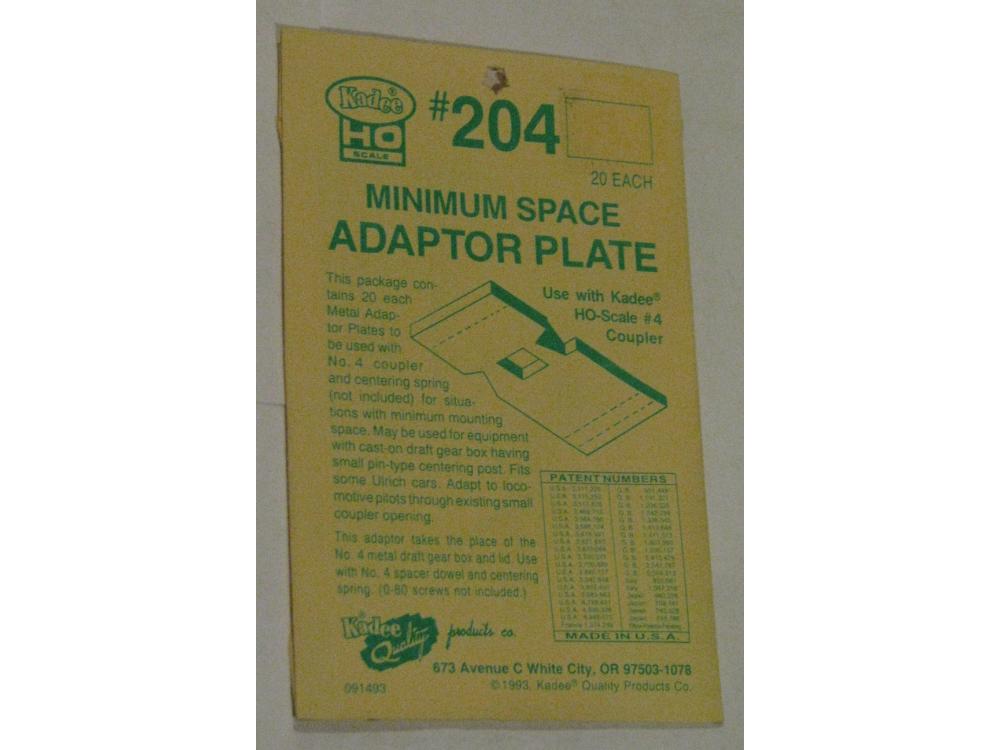 Kadee®
HO
SCALE
#204
20 EACH
MINIMUM SPACE
ADAPTOR PLATE
This package con-
tains 20 each
Metal Adap-
tor Plates to
be used with
No. 4 coupler
and centering spring
(not included) for situa-
tions with minimum mounting
space. May be used for equipment
with cast-on draft gear box having
small pin-type centering post. Fits
some Ulrich cars. Adapt to loco-
motive pilots through existing small
coupler opening.
This adaptor takes the place of the
No. 4 metal draft gear box and lid. Use
with No. 4 spacer dowel and centering
spring. (0-80 screws not included.)
Use with Kadee®
HO-Scale #4
Coupler
PATENT NUMBERS
MADE IN U.S.A.
Kadee®
Quality products co.
673 Avenue C White City, OR 97503-1078
©1993, Kadee® Quality Products Co.
091493